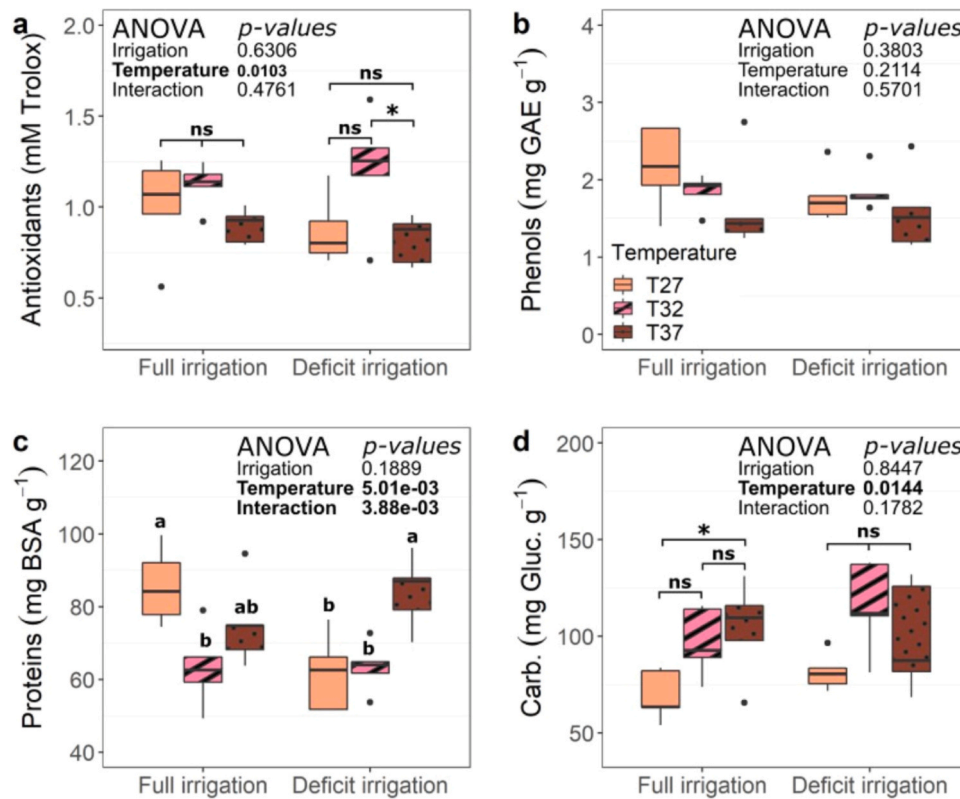 a
Antioxidants (mM Trolox)
2.0
1.5
1.0
0.5
ANOVA p-values
Irrigation 0.6306
Temperature 0.0103
Interaction 0.4761
ns
ns
ns
*
Full irrigation Deficit irrigation
b
Phenols (mg GAE g⁻¹)
4
3
2
1
0
ANOVA p-values
Irrigation 0.3803
Temperature 0.2114
Interaction 0.5701
Temperature
T27
T32
T37
Full irrigation Deficit irrigation
c
Proteins (mg BSA g⁻¹)
120
100
80
60
40
ANOVA p-values
Irrigation 0.1889
Temperature 5.01e-03
Interaction 3.88e-03
a
b
ab
b
b
a
Full irrigation Deficit irrigation
d
Carb. (mg Gluc. g⁻¹)
200
150
100
50
ANOVA p-values
Irrigation 0.8447
Temperature 0.0144
Interaction 0.1782
*
ns
ns
ns
Full irrigation Deficit irrigation